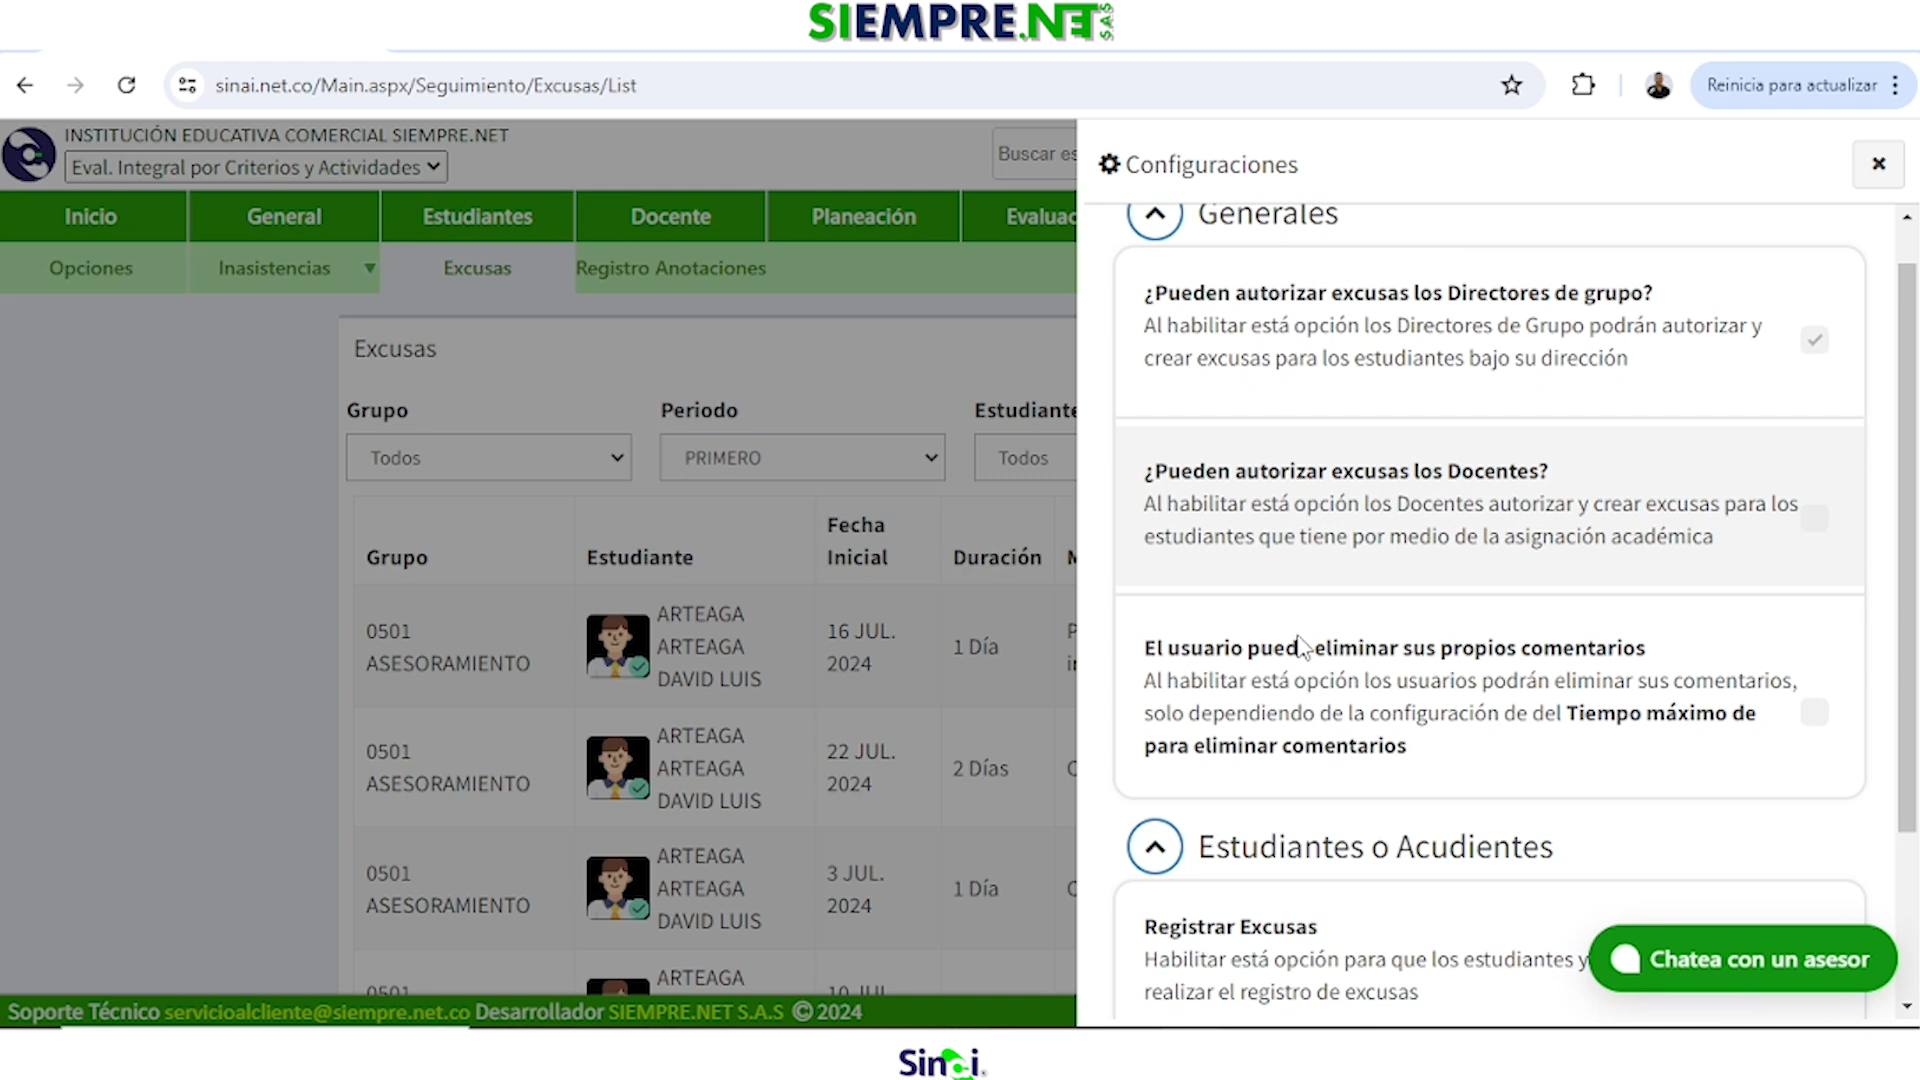 SIEMPRE.NET S.A.S
sinai.net.co/Main.aspx/Seguimiento/Excusas/List
Reinicia para actualizar
INSTITUCIÓN EDUCATIVA COMERCIAL SIEMPRE.NET
Eval. Integral por Criterios y Actividades
Buscar es
Inicio
General
Estudiantes
Docente
Planeación
Evaluac
Opciones
Inasistencias
Excusas
Registro Anotaciones
Excusas
Grupo
Periodo
Estudiante
Todos
PRIMERO
Todos
Grupo
Estudiante
Fecha
Inicial
Duración
M
0501
ASESORAMIENTO
ARTEAGA
ARTEAGA
DAVID LUIS
16 JUL.
2024
1 Día
0501
ASESORAMIENTO
ARTEAGA
ARTEAGA
DAVID LUIS
22 JUL.
2024
2 Días
0501
ASESORAMIENTO
ARTEAGA
ARTEAGA
DAVID LUIS
3 JUL.
2024
1 Día
0501
ARTEAGA
10 JUL.
Soporte Técnico servicioalcliente@siempre.net.co Desarrollador SIEMPRE.NET S.A.S © 2024
Configuraciones
Generales
¿Pueden autorizar excusas los Directores de grupo?
Al habilitar está opción los Directores de Grupo podrán autorizar y
crear excusas para los estudiantes bajo su dirección
¿Pueden autorizar excusas los Docentes?
Al habilitar está opción los Docentes autorizar y crear excusas para los
estudiantes que tiene por medio de la asignación académica
El usuario puede eliminar sus propios comentarios
Al habilitar está opción los usuarios podrán eliminar sus comentarios,
solo dependiendo de la configuración de del Tiempo máximo de
para eliminar comentarios
Estudiantes o Acudientes
Registrar Excusas
Habilitar está opción para que los estudiantes y
realizar el registro de excusas
Chatea con un asesor
Sinai